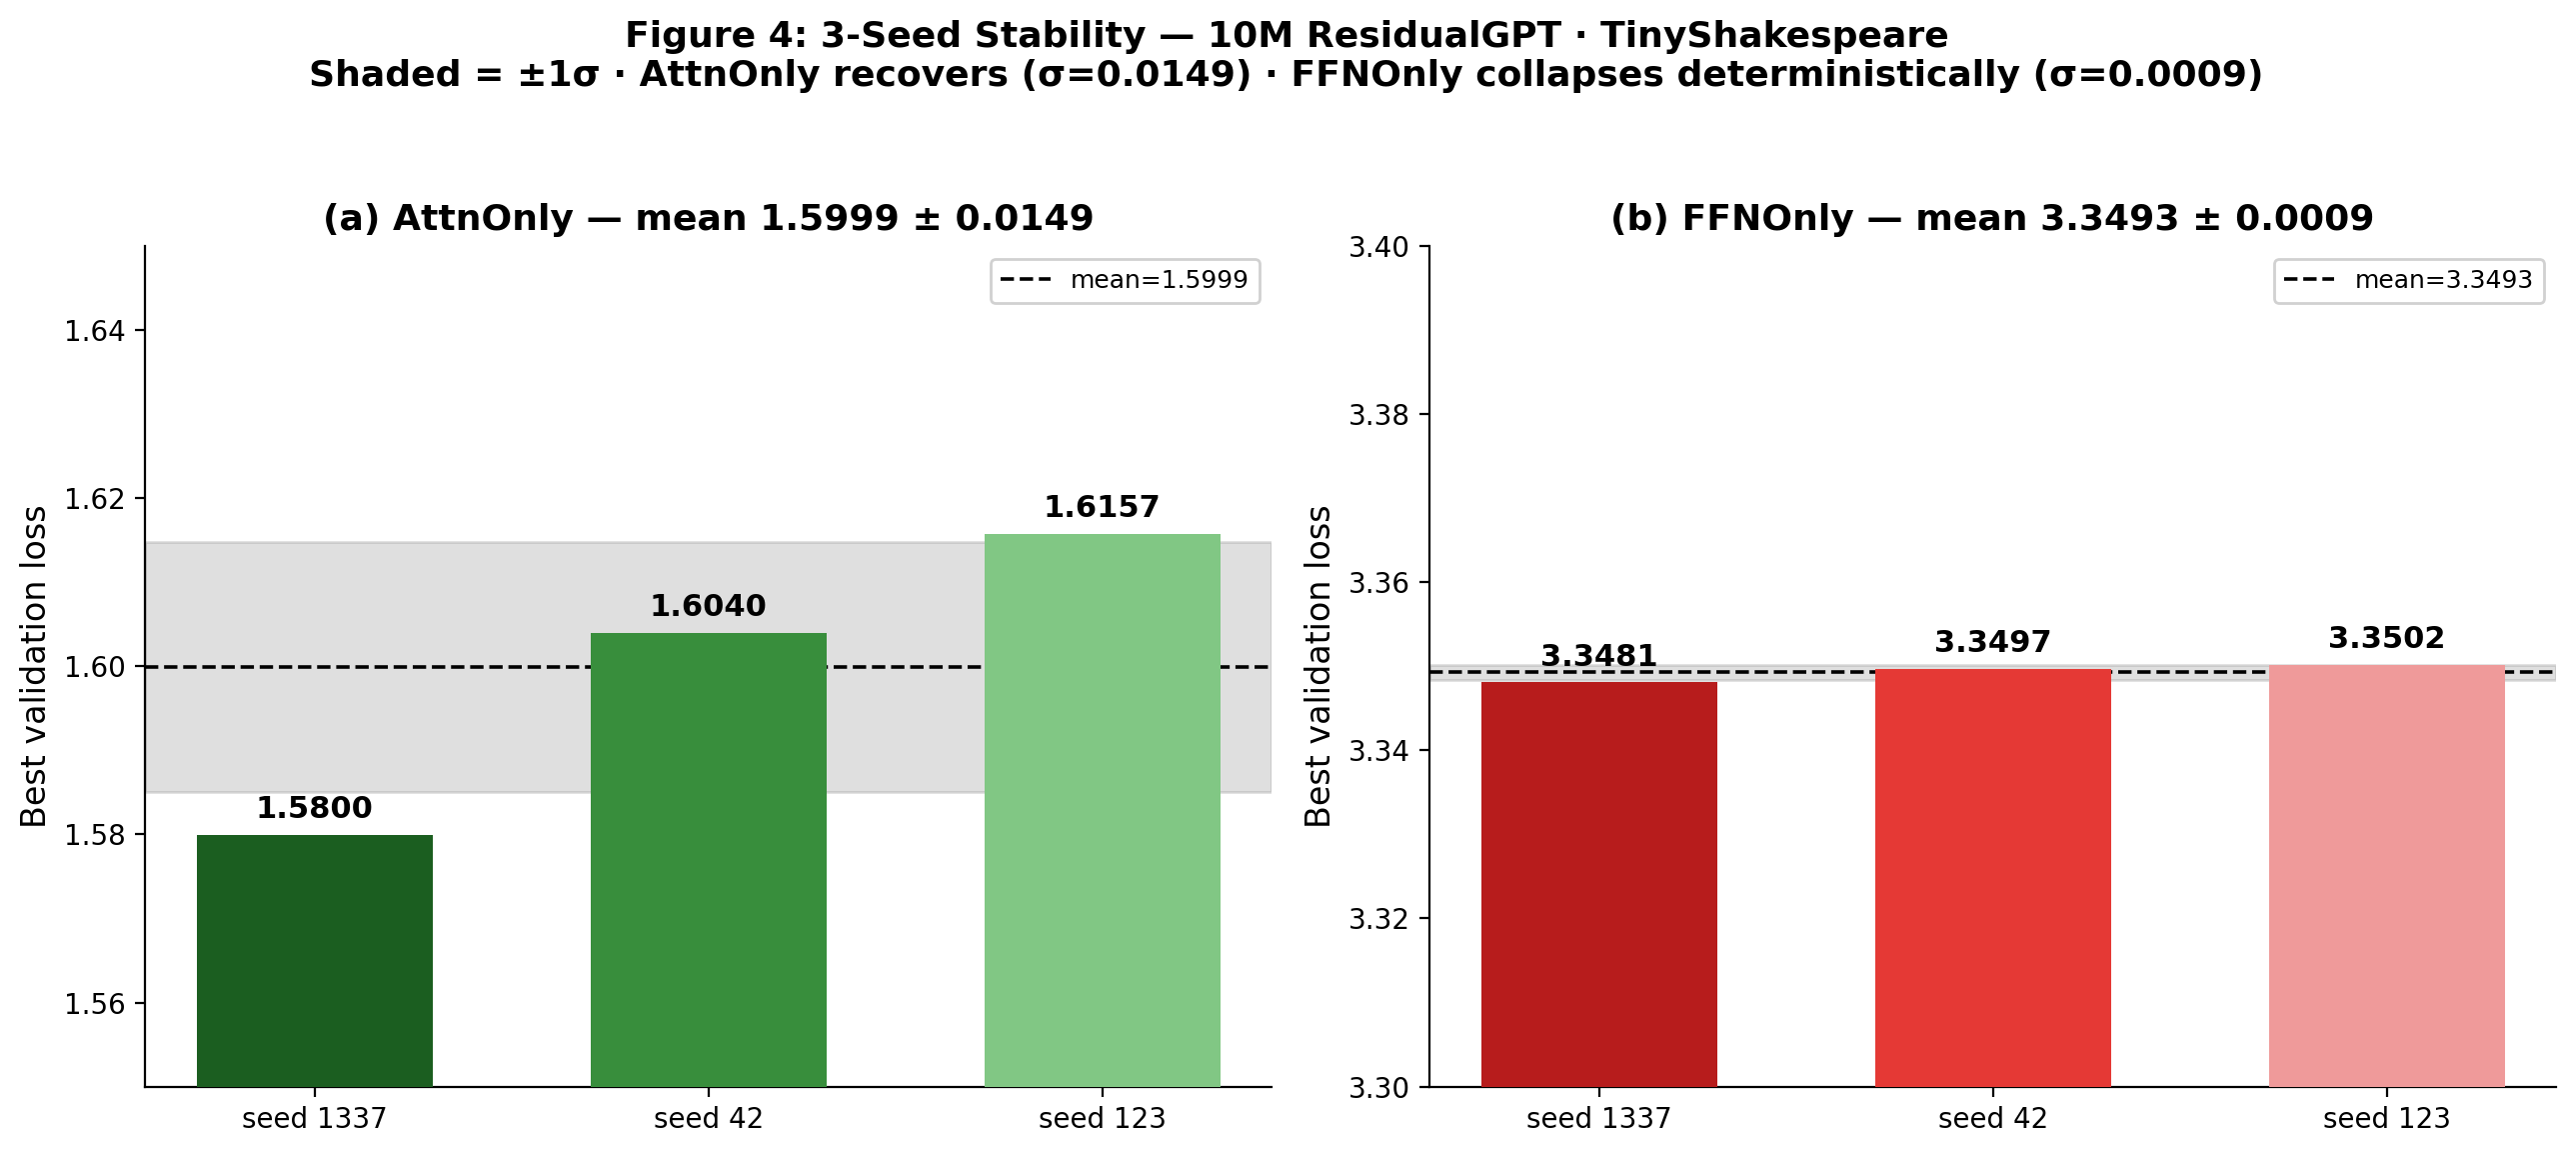 Figure 4: 3-Seed Stability — 10M ResidualGPT · TinyShakespeare
Shaded = ±1σ · AttnOnly recovers (σ=0.0149) · FFNOnly collapses deterministically (σ=0.0009)
(a) AttnOnly — mean 1.5999 ± 0.0149
mean=1.5999
Best validation loss
1.64
1.62
1.60
1.58
1.56
1.5800
1.6040
1.6157
seed 1337
seed 42
seed 123
(b) FFNOnly — mean 3.3493 ± 0.0009
mean=3.3493
Best validation loss
3.40
3.38
3.36
3.34
3.32
3.30
3.3481
3.3497
3.3502
seed 1337
seed 42
seed 123